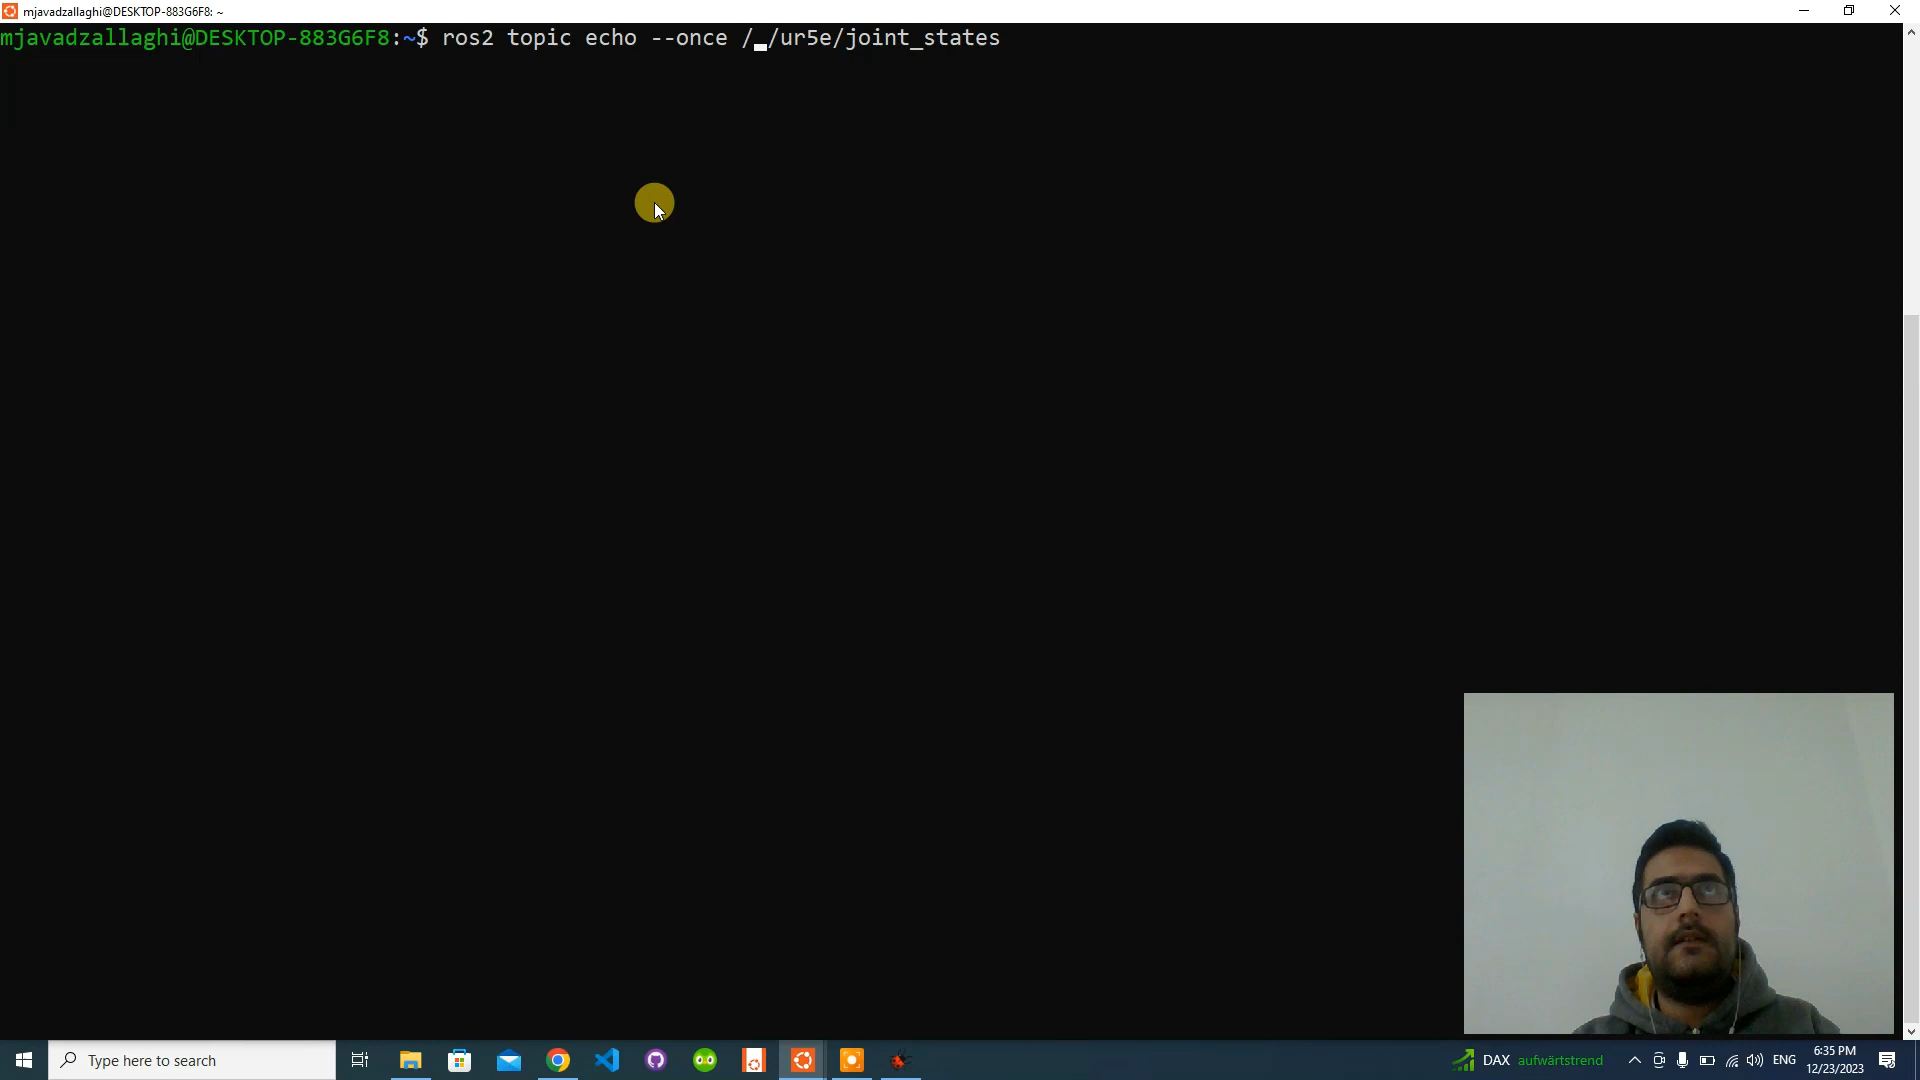 mjavadzallaghi@DESKTOP-883G6F8: ~
mjavadzallaghi@DESKTOP-883G6F8:~$ ros2 topic echo --once /_/ur5e/joint_states
Type here to search
DAX aufwärtstrend
ENG
6:35 PM
12/23/2023